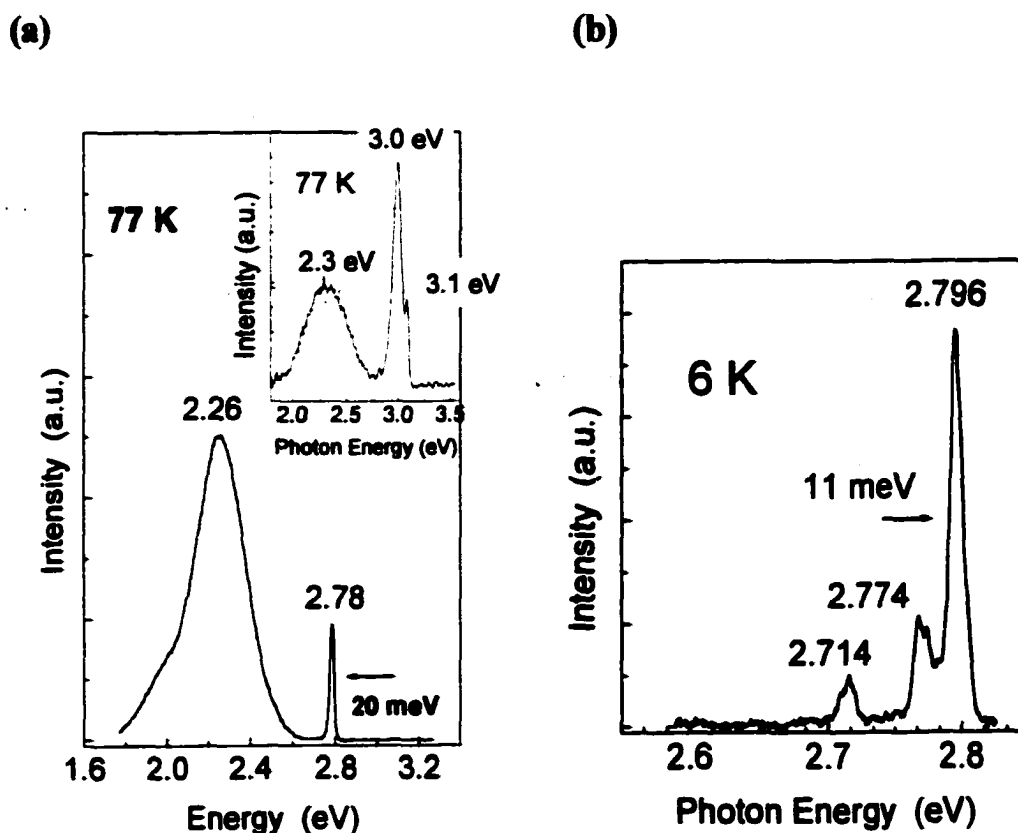 (a)
(b)
77 K
Intensity (a.u.)
2.26
2.78
20 meV
1.6 2.0 2.4 2.8 3.2
Energy (eV)
77 K
3.0 eV
2.3 eV
3.1 eV
Intensity (a.u.)
2.0 2.5 3.0 3.5
Photon Energy (eV)
6 K
Intensity (a.u.)
2.796
11 meV
2.774
2.714
2.6 2.7 2.8
Photon Energy (eV)